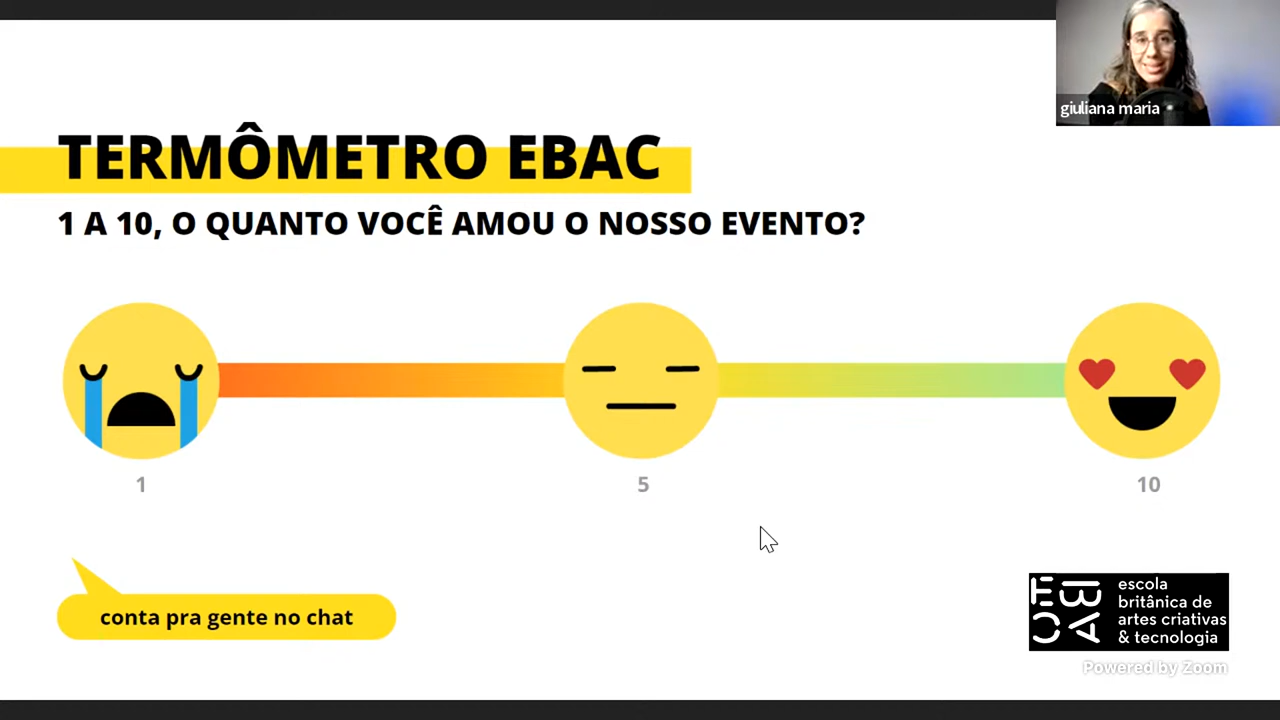 giuliana maria
TERMÔMETRO EBAC
1 A 10, O QUANTO VOCÊ AMOU O NOSSO EVENTO?
1
5
10
conta pra gente no chat
EBAC
escola
britânica de
artes criativas
& tecnologia
Powered by Zoom